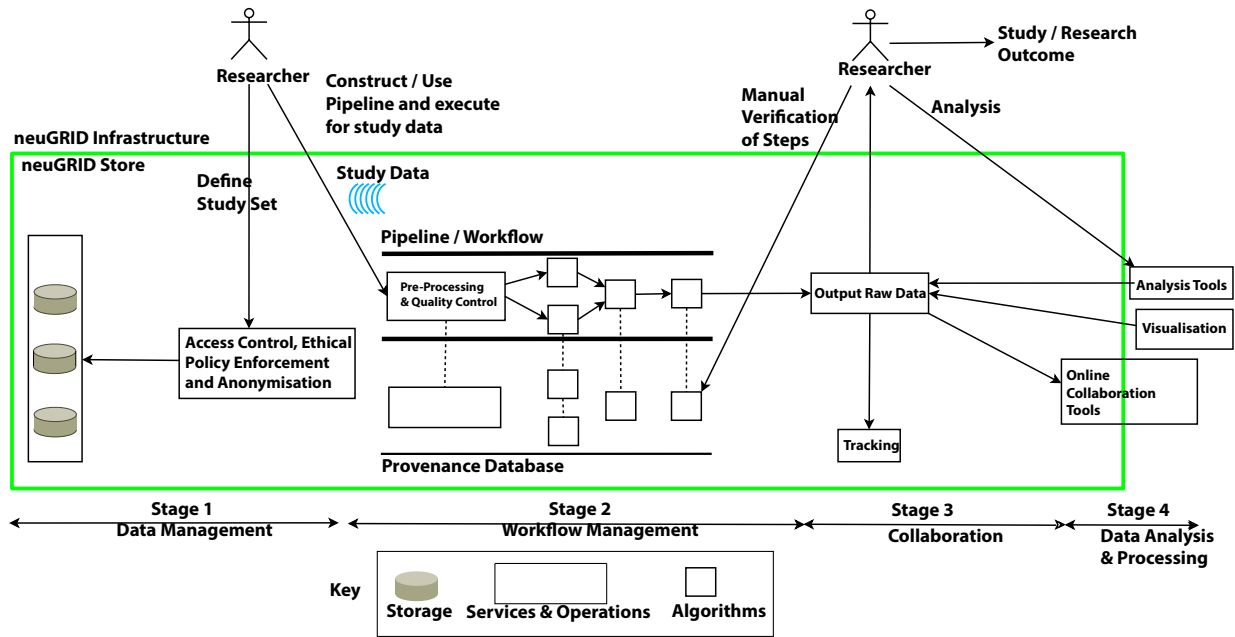 Researcher
Construct / Use
Pipeline and execute
for study data
Researcher
Study / Research
Outcome
Manual
Verification
of Steps
Analysis
neuGRID Infrastructure
neuGRID Store
Define
Study Set
Study Data
Pipeline / Workflow
Pre-Processing
& Quality Control
Output Raw Data
Analysis Tools
Visualisation
Access Control, Ethical
Policy Enforcement
and Anonymisation
Online
Collaboration
Tools
Tracking
Provenance Database
Stage 1
Data Management
Stage 2
Workflow Management
Stage 3
Collaboration
Stage 4
Data Analysis
& Processing
Key
Storage
Services & Operations
Algorithms